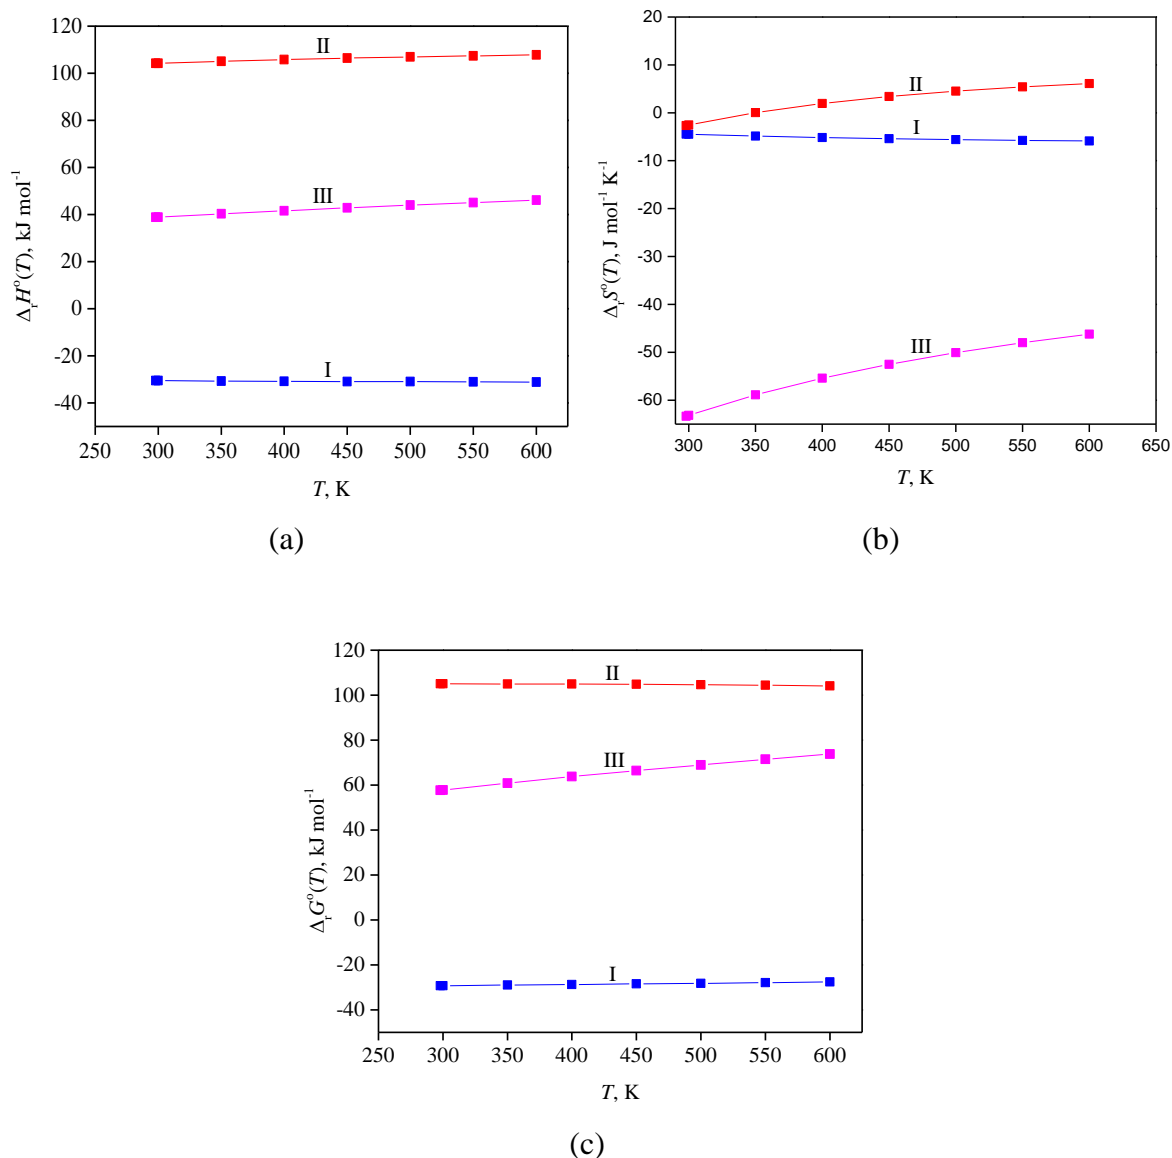 120
100
80
60
40
20
0
-20
-40
250
300
350
400
450
500
550
600
II
III
I
Δ_r H^o(T), kJ mol^-1
T, K
(a)
20
10
0
-10
-20
-30
-40
-50
-60
300
350
400
450
500
550
600
650
II
I
III
Δ_r S^o(T), J mol^-1 K^-1
T, K
(b)
120
100
80
60
40
20
0
-20
-40
250
300
350
400
450
500
550
600
II
III
I
Δ_r G^o(T), kJ mol^-1
T, K
(c)